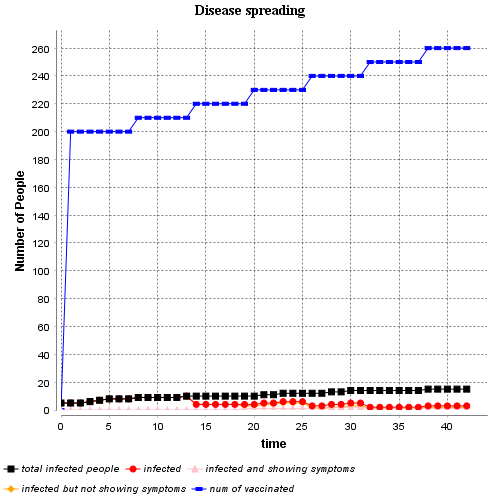 Disease spreading
Number of People
260
240
220
200
180
160
140
120
100
80
60
40
20
0
0 5 10 15 20 25 30 35 40
time
total infected people infected infected and showing symptoms
infected but not showing symptoms num of vaccinated